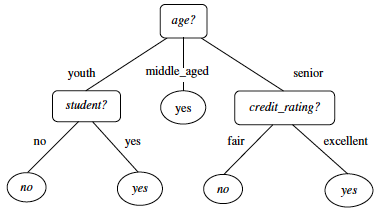 age?
youth
middle_aged
senior
student?
yes
credit_rating?
no
yes
fair
excellent
no
yes
no
yes